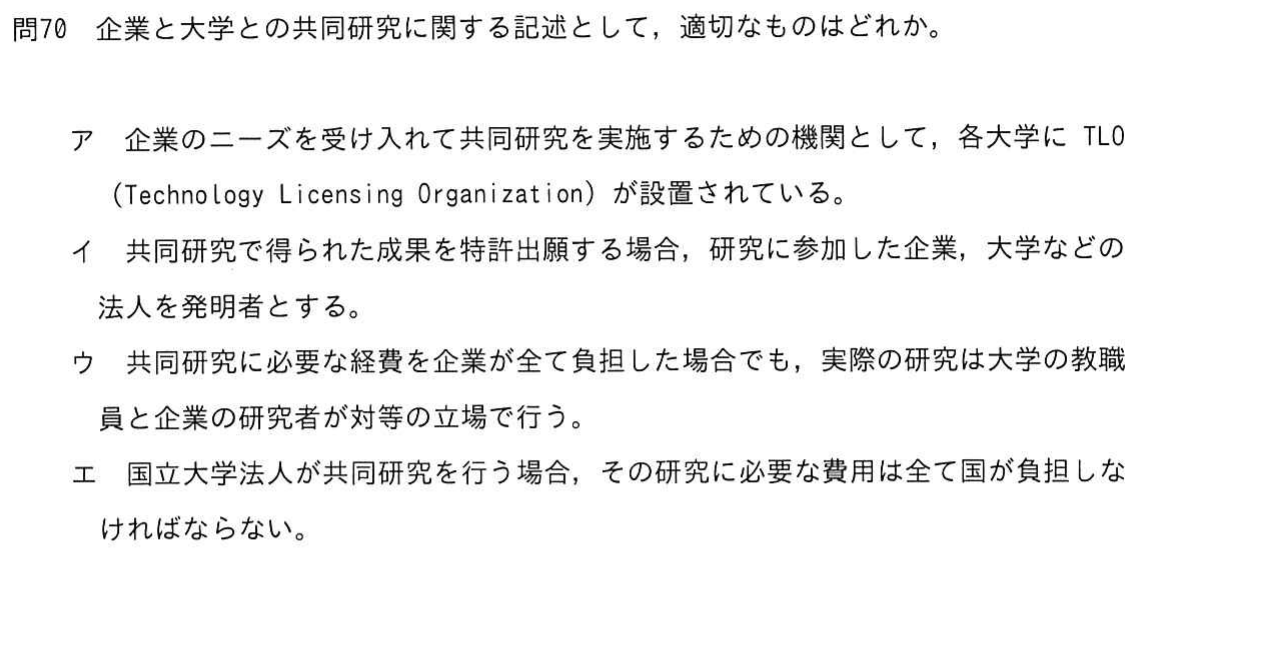 問70 企業と大学との共同研究に関する記述として，適切なものはどれか。
ア 企業のニーズを受け入れて共同研究を実施するための機関として，各大学に TLO
（Technology Licensing Organization）が設置されている。
イ 共同研究で得られた成果を特許出願する場合，研究に参加した企業，大学などの
法人を発明者とする。
ウ 共同研究に必要な経費を企業が全て負担した場合でも，実際の研究は大学の教職
員と企業の研究者が対等の立場で行う。
エ 国立大学法人が共同研究を行う場合，その研究に必要な費用は全て国が負担しな
ければならない。